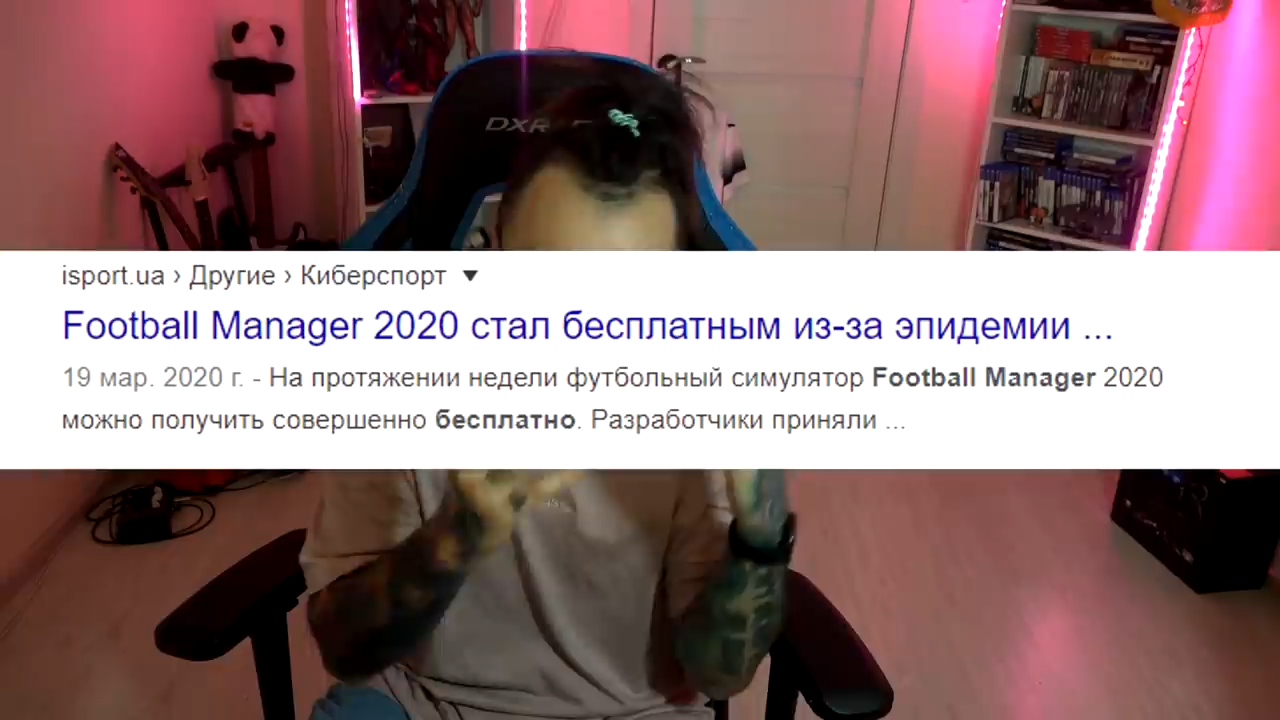 isport.ua › Другие › Киберспорт
Football Manager 2020 стал бесплатным из-за эпидемии ...
19 мар. 2020 г. - На протяжении недели футбольный симулятор Football Manager 2020
можно получить совершенно бесплатно. Разработчики приняли ...